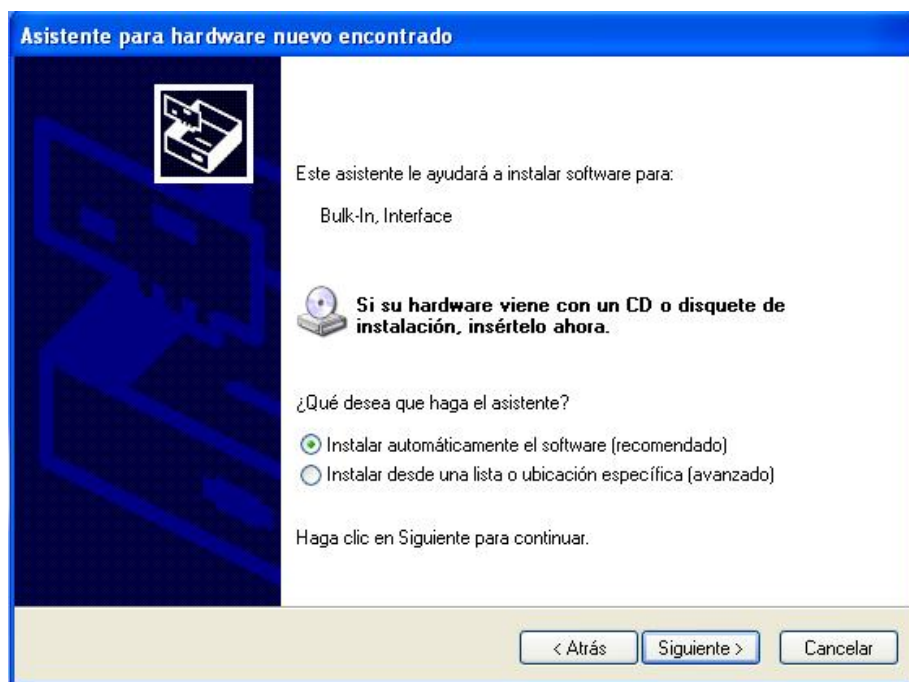 Asistente para hardware nuevo encontrado
Este asistente le ayudará a instalar software para:
Bulk-In, Interface
Si su hardware viene con un CD o disquete de
instalación, insértelo ahora.
¿Qué desea que haga el asistente?
Instalar automáticamente el software (recomendado)
Instalar desde una lista o ubicación específica (avanzado)
Haga clic en Siguiente para continuar.
< Atrás
Siguiente >
Cancelar